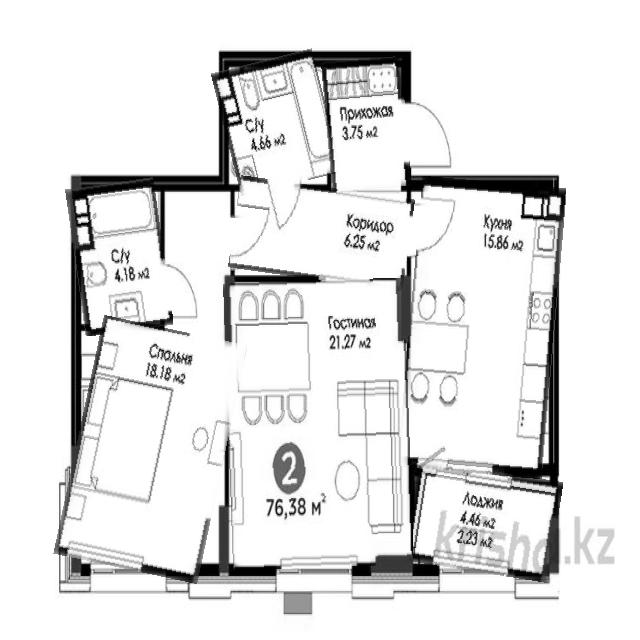 С/у
4.66 м2
Прихожая
3.75 м2
Коридор
6.25 м2
Кухня
15.86 м2
С/у
4.18 м2
Спальня
18.18 м2
Гостиная
21.27 м2
2
76,38 м2
Лоджия
4.46
2.23 м2
krisha.kz